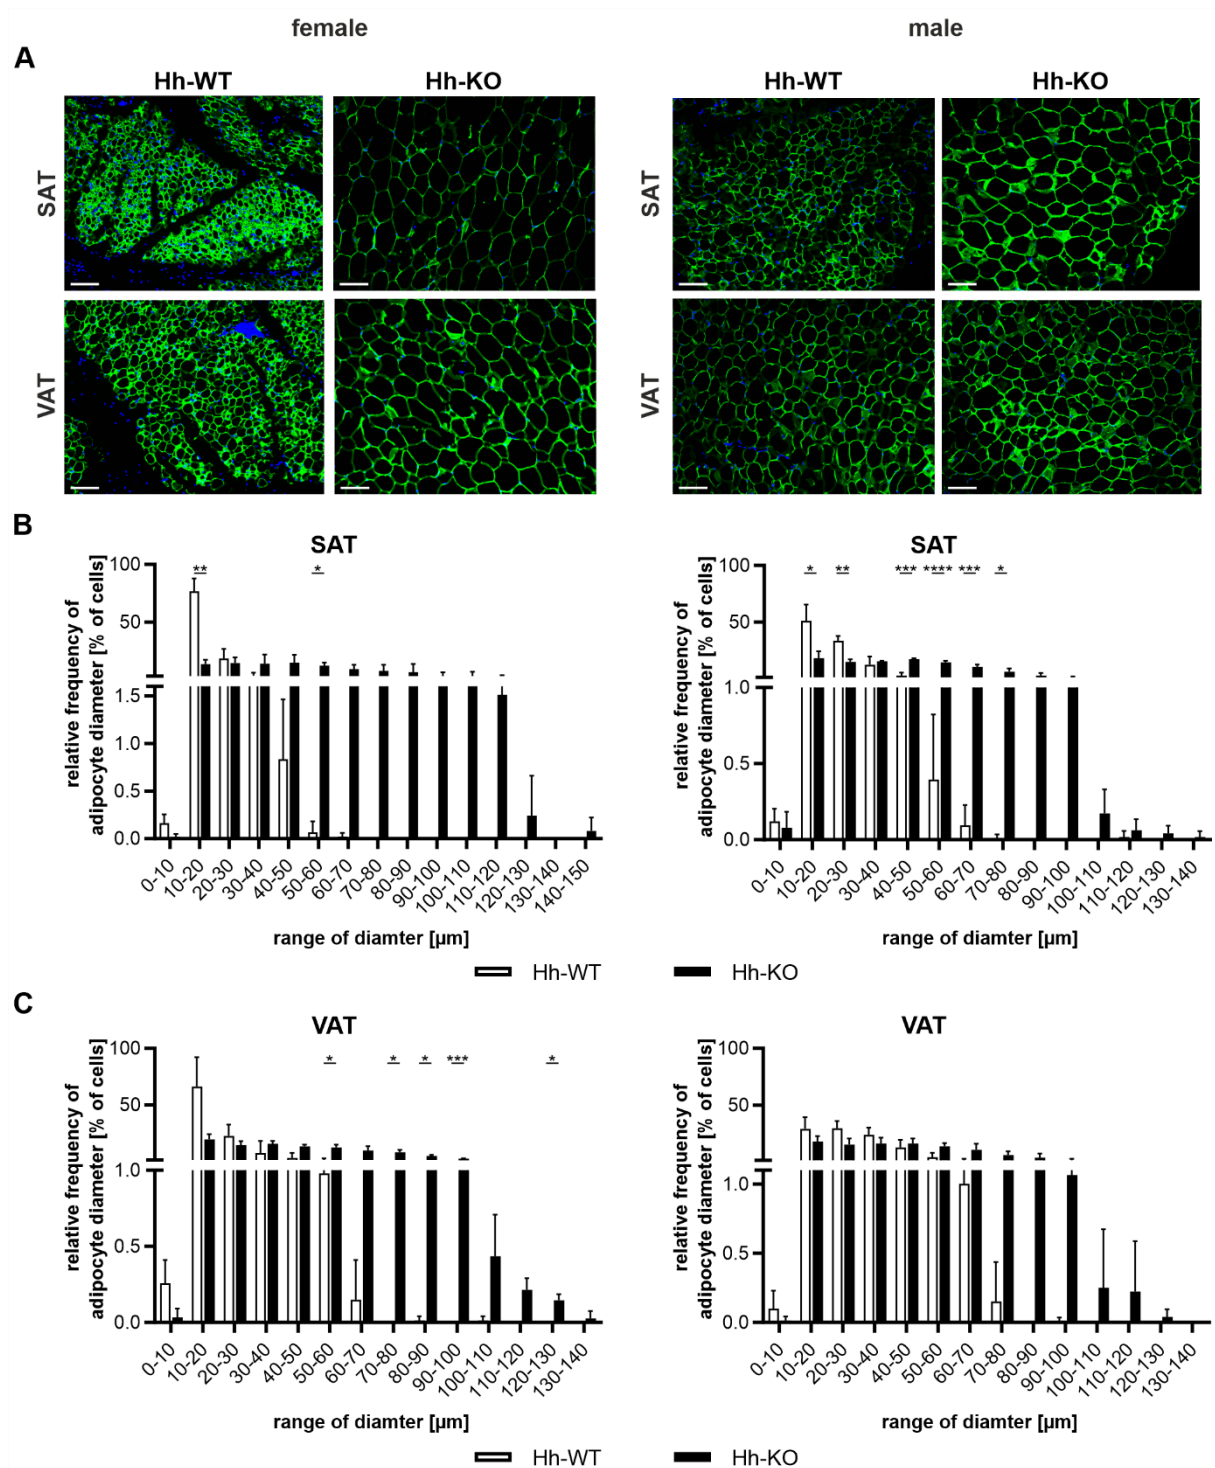 female male
A
Hh-WT Hh-KO Hh-WT Hh-KO
SAT SAT
VAT VAT
B
SAT SAT
relative frequency of
adipocyte diameter [% of cells]
100
50
1.5
1.0
0.5
0.0
** *
0-10 10-20 20-30 30-40 40-50 50-60 60-70 70-80 80-90 90-100 100-110 110-120 120-130 130-140 140-150
range of diamter [µm]
relative frequency of
adipocyte diameter [% of cells]
100
50
1.0
0.5
0.0
* ** *** **** *** *
0-10 10-20 20-30 30-40 40-50 50-60 60-70 70-80 80-90 90-100 100-110 110-120 120-130 130-140
range of diamter [µm]
Hh-WT Hh-KO
C
VAT VAT
relative frequency of
adipocyte diameter [% of cells]
100
50
1.0
0.5
0.0
* * * *** *
0-10 10-20 20-30 30-40 40-50 50-60 60-70 70-80 80-90 90-100 100-110 110-120 120-130 130-140
range of diamter [µm]
relative frequency of
adipocyte diameter [% of cells]
100
50
1.0
0.5
0.0
0-10 10-20 20-30 30-40 40-50 50-60 60-70 70-80 80-90 90-100 100-110 110-120 120-130 130-140
range of diamter [µm]
Hh-WT Hh-KO